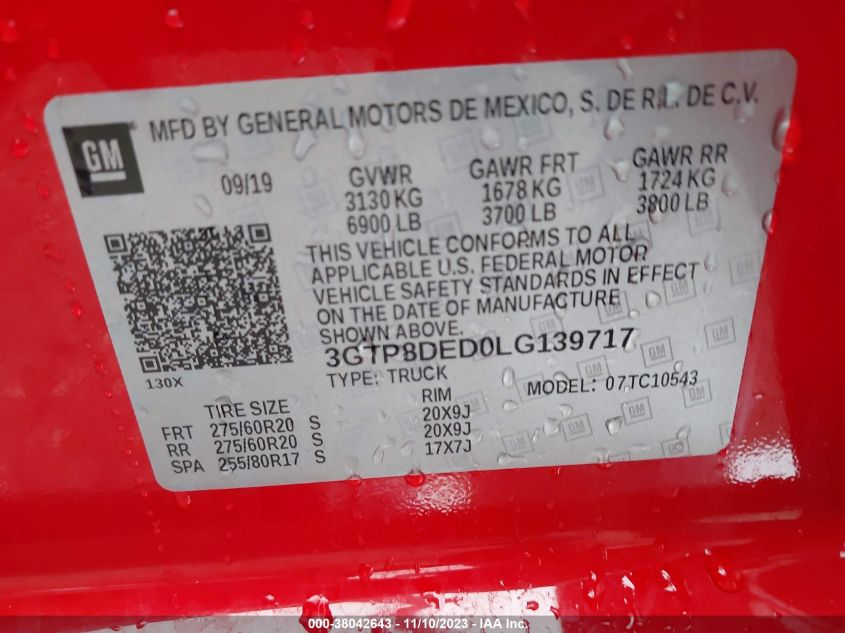 GM
MFD BY GENERAL MOTORS DE MEXICO, S. DE R.L. DE C.V.
09/19
GVWR GAWR FRT GAWR RR
3130 KG 1678 KG 1724 KG
6900 LB 3700 LB 3800 LB
THIS VEHICLE CONFORMS TO ALL
APPLICABLE U.S. FEDERAL MOTOR
VEHICLE SAFETY STANDARDS IN EFFECT
ON THE DATE OF MANUFACTURE
SHOWN ABOVE.
3GTP8DED0LG139717
130X
TYPE: TRUCK MODEL: 07TC10543
TIRE SIZE RIM
FRT 275/60R20 S 20X9J
RR 275/60R20 S 20X9J
SPA 255/80R17 S 17X7J
000-38042643 - 11/10/2023 - IAAI.COM